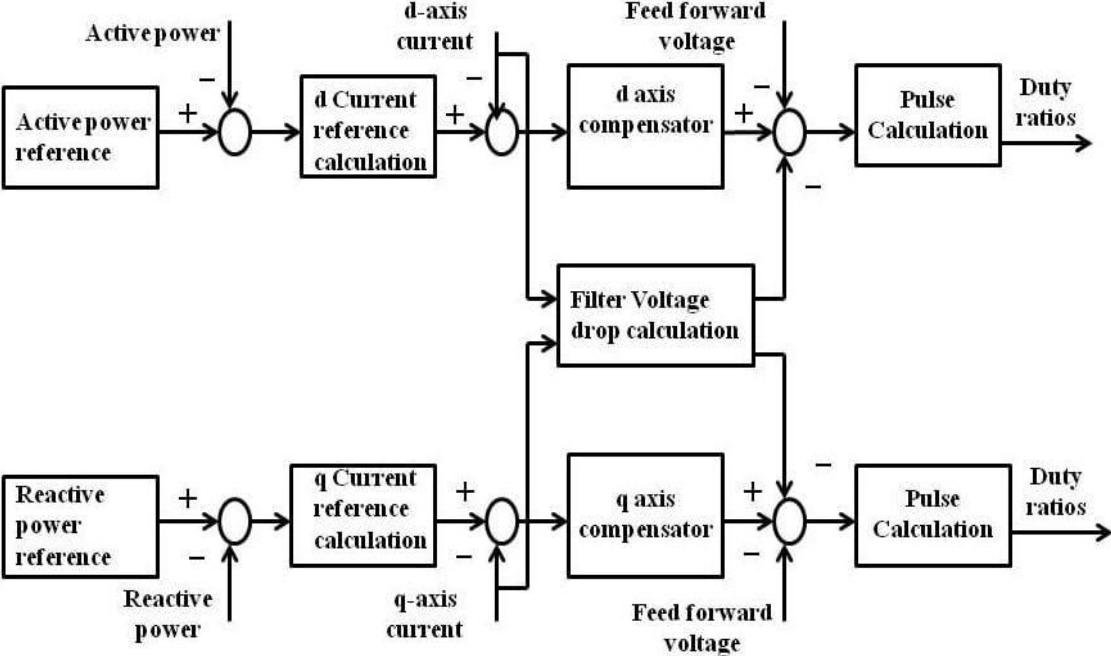 Active power
d-axis
current
Feed forward
voltage
−
−
−
Active power
reference
+
d Current
reference
calculation
+
d axis
compensator
+
Pulse
Calculation
Duty
ratios
−
Filter Voltage
drop calculation
Reactive
power
reference
+
−
q Current
reference
calculation
+
−
q axis
compensator
+
−
−
Pulse
Calculation
Duty
ratios
Reactive
power
q-axis
current
Feed forward
voltage